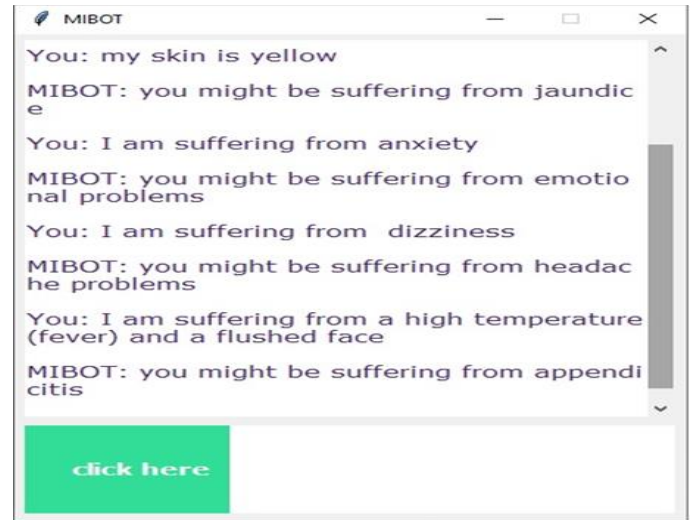 MIBOT
You: my skin is yellow
MIBOT: you might be suffering from jaundic
e
You: I am suffering from anxiety
MIBOT: you might be suffering from emotio
nal problems
You: I am suffering from  dizziness
MIBOT: you might be suffering from headac
he problems
You: I am suffering from a high temperature
(fever) and a flushed face
MIBOT: you might be suffering from appendi
citis
click here